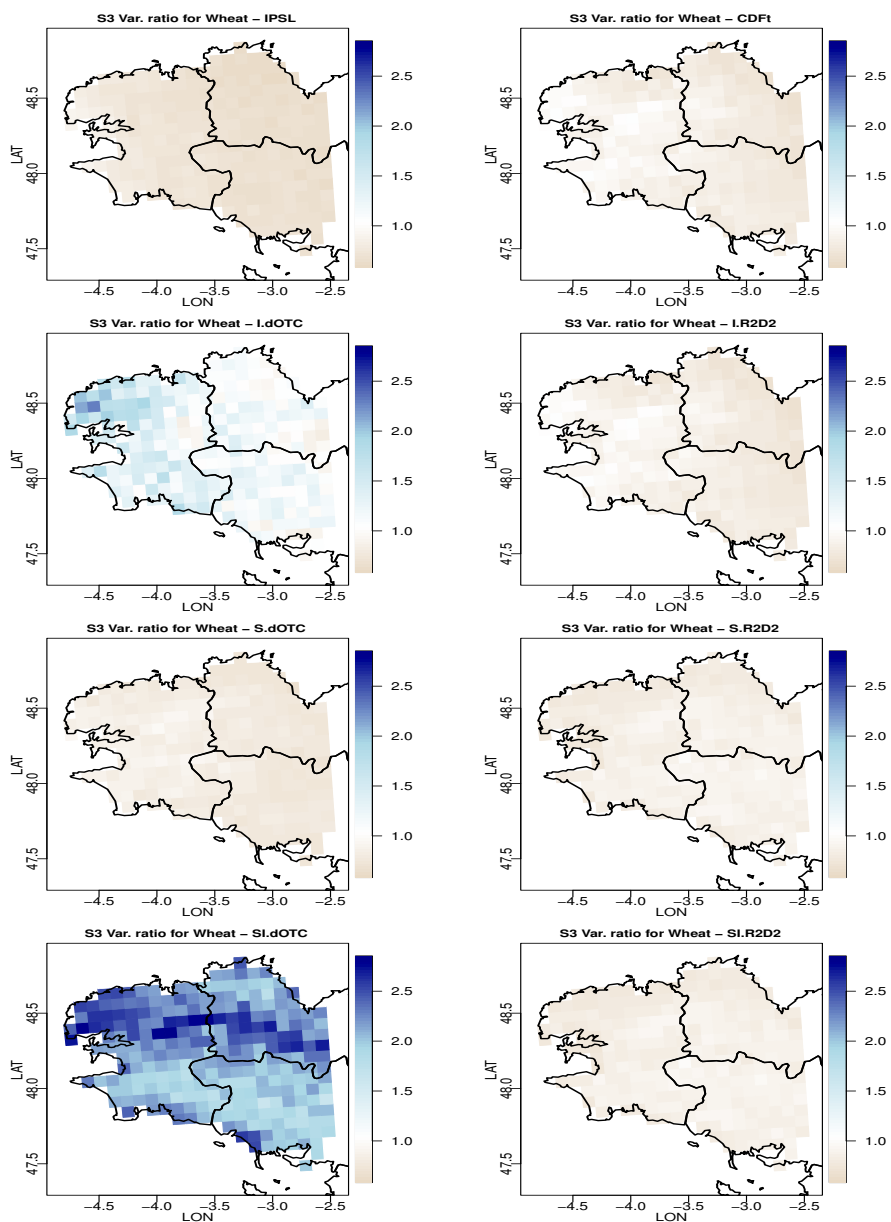 S3 Var. ratio for Wheat − IPSL
LAT
48.5
48.0
47.5
−4.5 −4.0 −3.5 −3.0 −2.5
LON
2.5
2.0
1.5
1.0
S3 Var. ratio for Wheat − CDFt
LAT
48.5
48.0
47.5
−4.5 −4.0 −3.5 −3.0 −2.5
LON
2.5
2.0
1.5
1.0
S3 Var. ratio for Wheat − I.dOTC
LAT
48.5
48.0
47.5
−4.5 −4.0 −3.5 −3.0 −2.5
LON
2.5
2.0
1.5
1.0
S3 Var. ratio for Wheat − I.R2D2
LAT
48.5
48.0
47.5
−4.5 −4.0 −3.5 −3.0 −2.5
LON
2.5
2.0
1.5
1.0
S3 Var. ratio for Wheat − S.dOTC
LAT
48.5
48.0
47.5
−4.5 −4.0 −3.5 −3.0 −2.5
LON
2.5
2.0
1.5
1.0
S3 Var. ratio for Wheat − S.R2D2
LAT
48.5
48.0
47.5
−4.5 −4.0 −3.5 −3.0 −2.5
LON
2.5
2.0
1.5
1.0
S3 Var. ratio for Wheat − SI.dOTC
LAT
48.5
48.0
47.5
−4.5 −4.0 −3.5 −3.0 −2.5
LON
2.5
2.0
1.5
1.0
S3 Var. ratio for Wheat − SI.R2D2
LAT
48.5
48.0
47.5
−4.5 −4.0 −3.5 −3.0 −2.5
LON
2.5
2.0
1.5
1.0